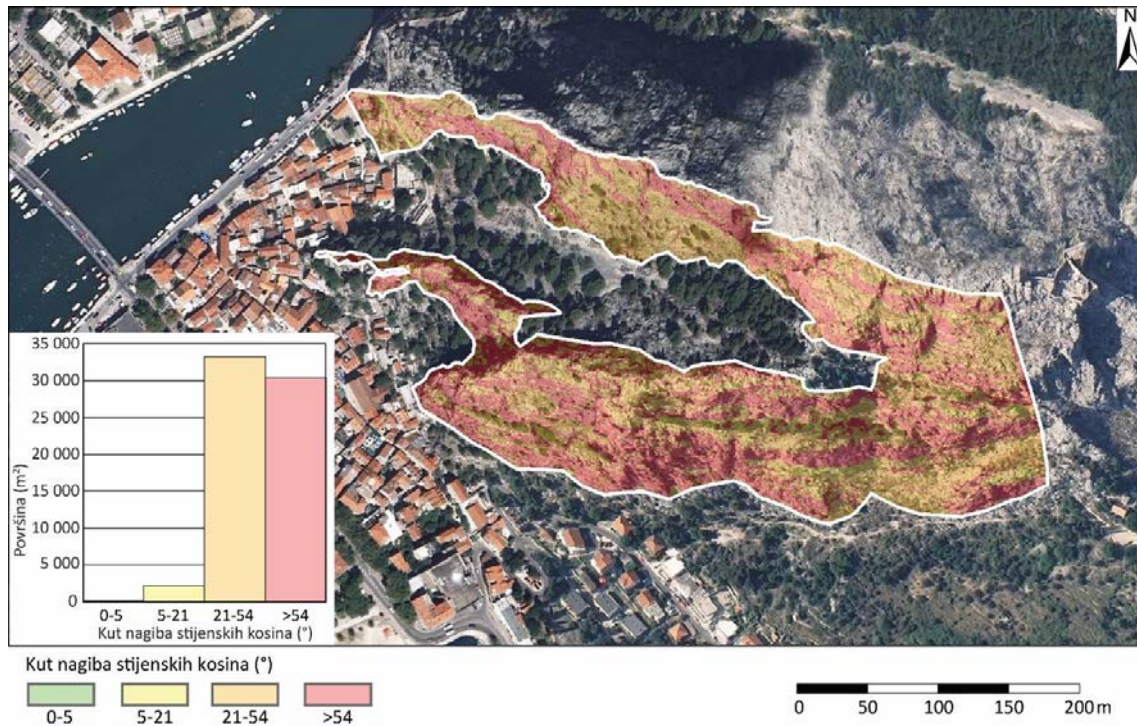 N
35 000
30 000
25 000
20 000
15 000
10 000
5 000
0
Površina (m²)
0-5 5-21 21-54 >54
Kut nagiba stijenskih kosina (°)
Kut nagiba stijenskih kosina (°)
0-5 5-21 21-54 >54
0 50 100 150 200 m